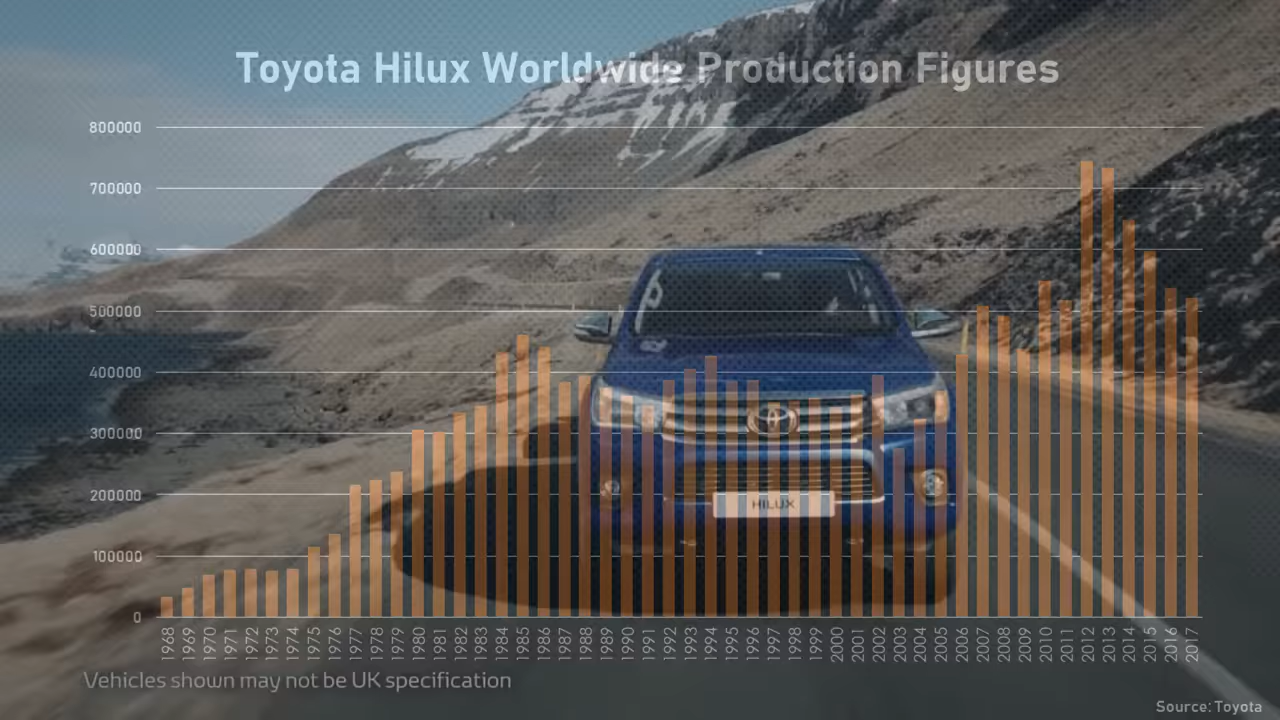 Toyota Hilux Worldwide Production Figures
800000
700000
600000
500000
400000
300000
200000
100000
0
1988 1969 1970 1971 1972 1973 1974 1975 1976 1977 1978 1979 1980 1981 1982 1983 1984 1985 1986 1987 1988 1989 1990 1991 1992 1993 1994 1995 1996 1997 1998 1999 2000 2001 2002 2003 2004 2005 2006 2007 2008 2009 2010 2011 2012 2013 2014 2015 2016 2017
HILUX
Vehicles shown may not be UK specification
Source: Toyota